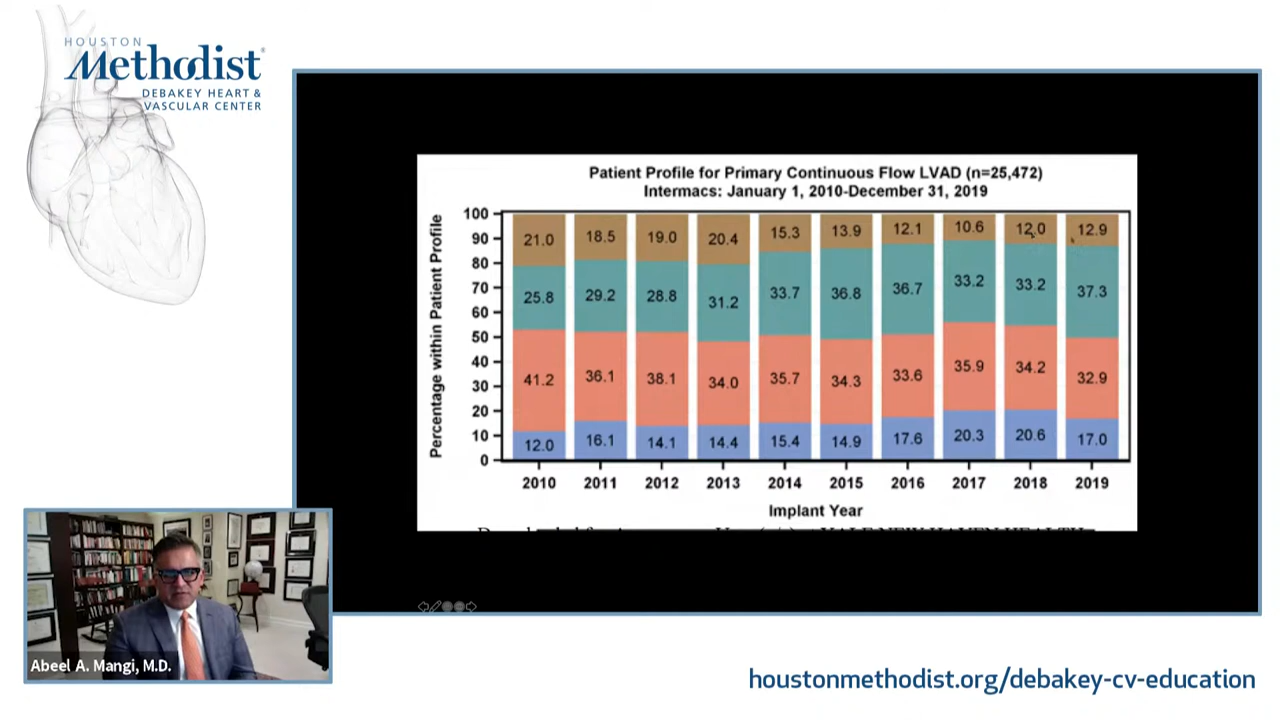 HOUSTON
Methodist
DEBAKEY HEART &
VASCULAR CENTER
Patient Profile for Primary Continuous Flow LVAD (n=25,472)
Intermacs: January 1, 2010-December 31, 2019
Percentage within Patient Profile
100
90
80
70
60
50
40
30
20
10
0
21.0 18.5 19.0 20.4 15.3 13.9 12.1 10.6 12.0 12.9
25.8 29.2 28.8 31.2 33.7 36.8 36.7 33.2 33.2 37.3
41.2 36.1 38.1 34.0 35.7 34.3 33.6 35.9 34.2 32.9
12.0 16.1 14.1 14.4 15.4 14.9 17.6 20.3 20.6 17.0
2010 2011 2012 2013 2014 2015 2016 2017 2018 2019
Implant Year
Abeel A. Mangi, M.D.
houstonmethodist.org/debakey-cv-education